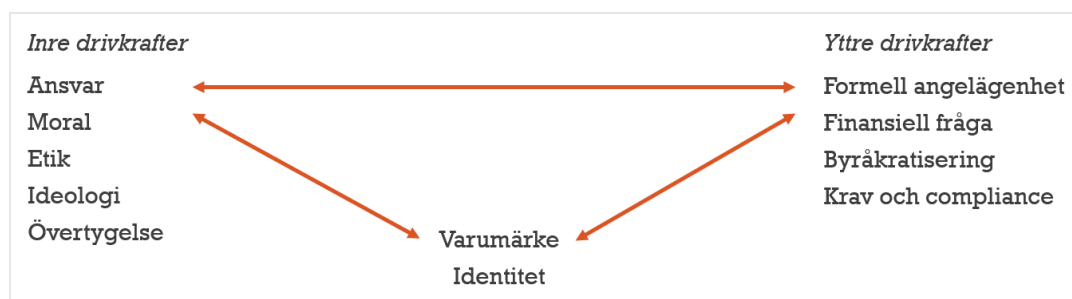 Inre drivkrafter
Ansvar
Moral
Etik
Ideologi
Övertygelse
Varumärke
Identitet
Yttre drivkrafter
Formell angelägenhet
Finansiell fråga
Byråkratisering
Krav och compliance